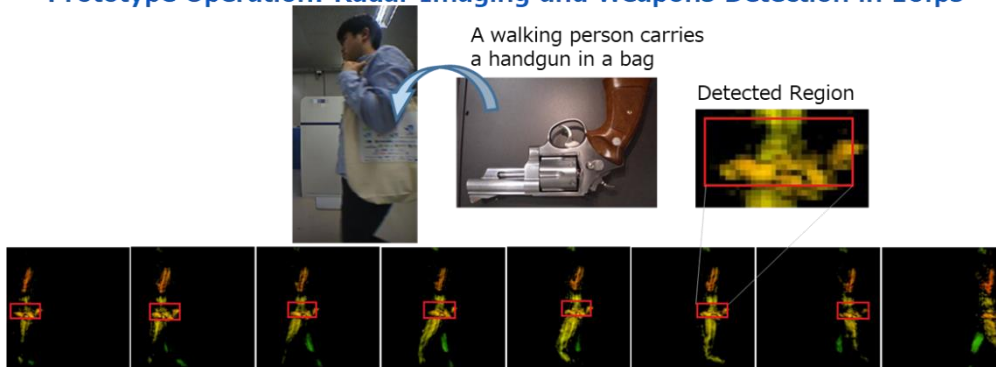 Prototype Operation: Radar Imaging and Weapons Detection in 10fps
A walking person carries
a handgun in a bag
Detected Region